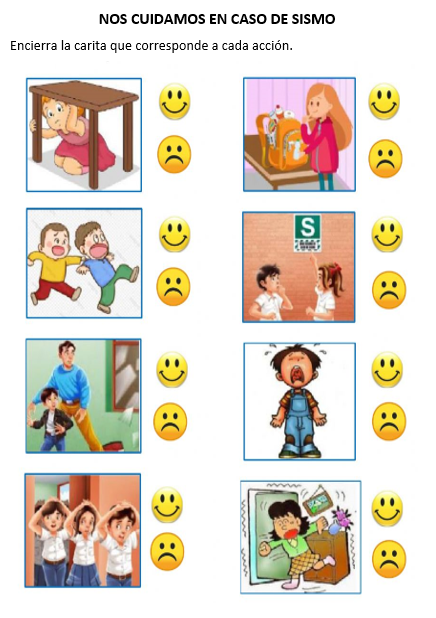 NOS CUIDAMOS EN CASO DE SISMO
Encierra la carita que corresponde a cada acción.
S